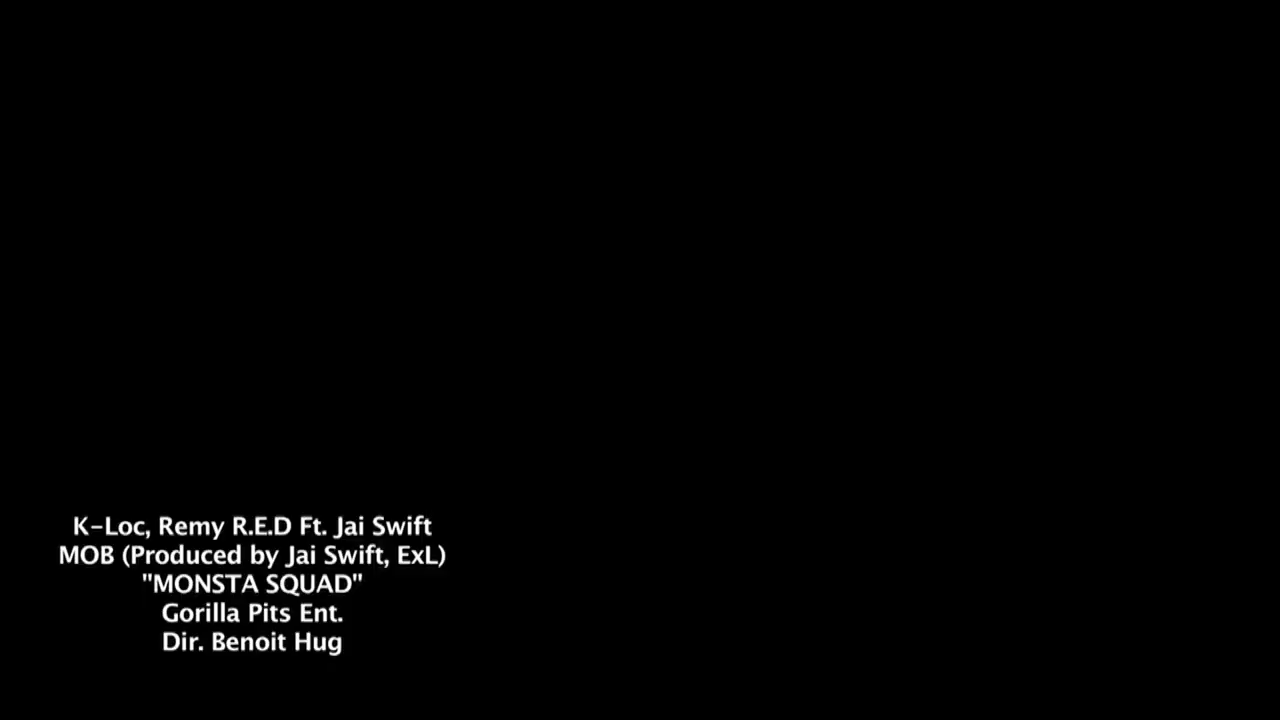 K-Loc, Remy R.E.D Ft. Jai Swift
MOB (Produced by Jai Swift, ExL)
"MONSTA SQUAD"
Gorilla Pits Ent.
Dir. Benoit Hug